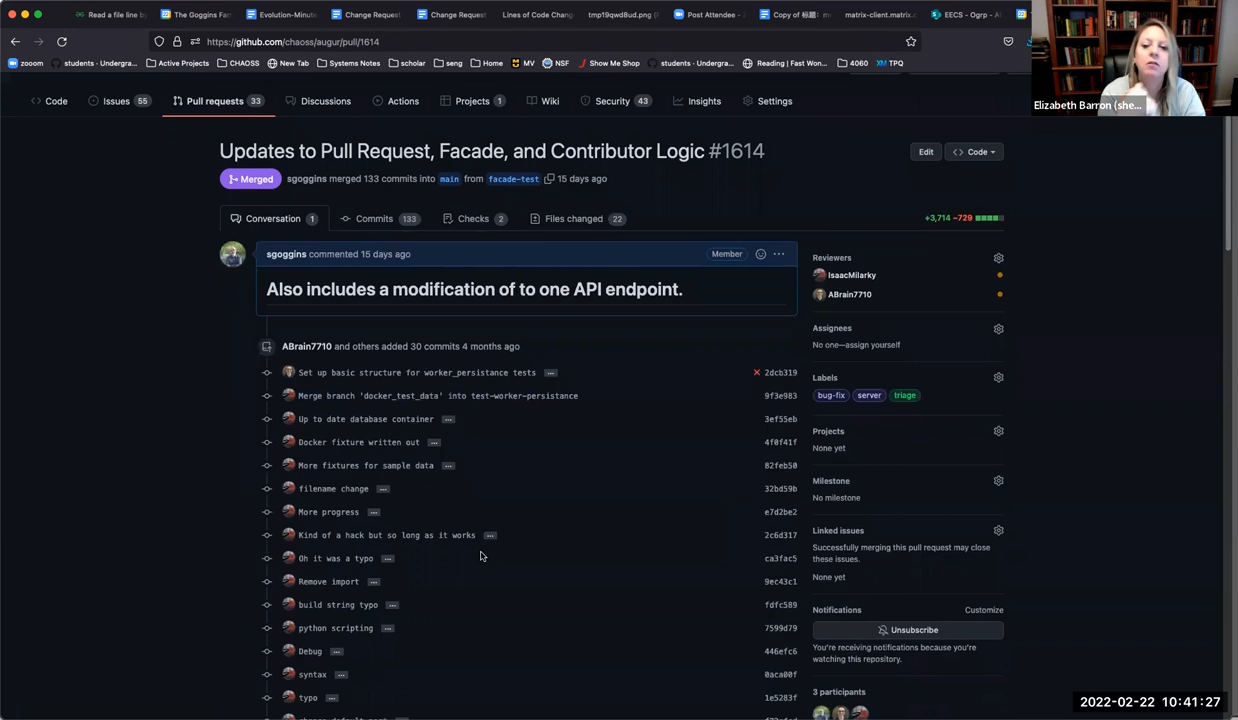 Read a file line by
The Goggins Fam
Evolution-Minute
Change Request
Change Request
Lines of Code Chang
tmp19qwd8ud.png (
Post Attendee -
Copy of 标题:
matrix-client.matrix.
EECS - Ogrp - A
https://github.com/chaoss/augur/pull/1614
zooom
students - Undergra...
Active Projects
CHAOSS
New Tab
Systems Notes
scholar
seng
Home
MV
NSF
Show Me Shop
students - Undergra...
Reading | Fast Won...
4060
TPQ
Elizabeth Barron (she...
Code
Issues 55
Pull requests 33
Discussions
Actions
Projects 1
Wiki
Security 43
Insights
Settings
Updates to Pull Request, Facade, and Contributor Logic #1614
Edit
Code
Merged
sgoggins merged 133 commits into main from facade-test 15 days ago
Conversation 1
Commits 133
Checks 2
Files changed 22
+3,714 −729
sgoggins commented 15 days ago
Member
Also includes a modification of to one API endpoint.
ABrain7710 and others added 30 commits 4 months ago
Set up basic structure for worker_persistance tests ... 2dcb319
Merge branch 'docker_test_data' into test-worker-persistance 9f3e983
Up to date database container ... 3ef55eb
Docker fixture written out ... 4f0f41f
More fixtures for sample data ... 82feb50
filename change ... 32bd59b
More progress ... e7d2be2
Kind of a hack but so long as it works ... 2c6d317
Oh it was a typo ... ca3fac5
Remove import ... 9ec43c1
build string typo ... fdfc589
python scripting ... 7599d79
Debug ... 446efc6
syntax ... 0aca00f
typo ... 1e5283f
Reviewers
IsaacMilarky
ABrain7710
Assignees
No one—assign yourself
Labels
bug-fix
server
triage
Projects
None yet
Milestone
No milestone
Linked issues
Successfully merging this pull request may close
these issues.
None yet
Notifications
Customize
Unsubscribe
You're receiving notifications because you're
watching this repository.
3 participants
2022-02-22 10:41:27